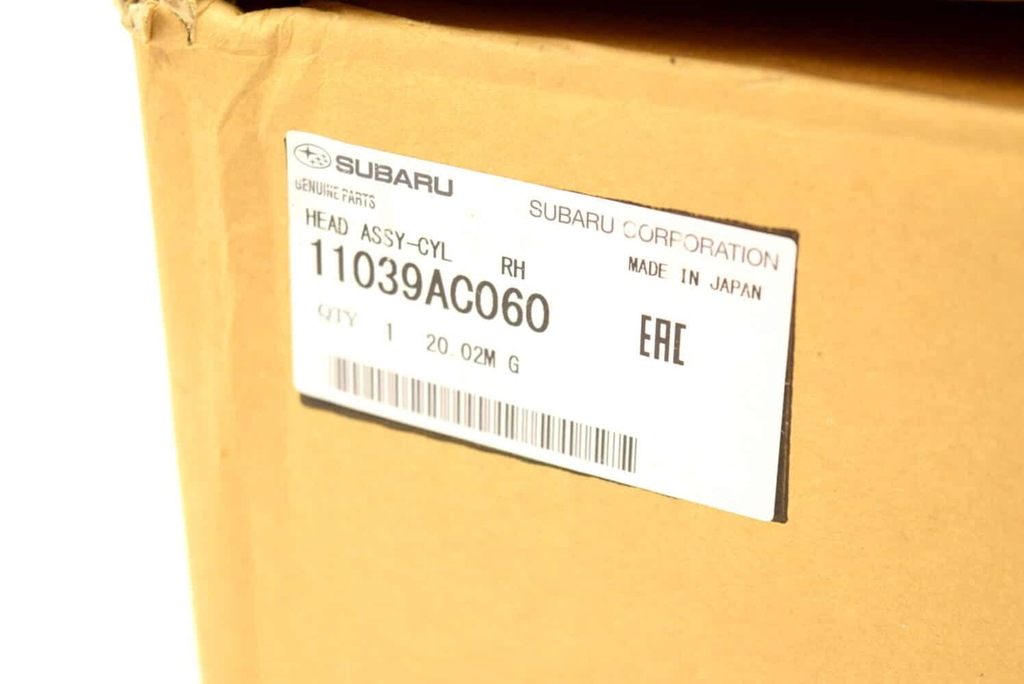 SUBARU
GENUINE PARTS
SUBARU CORPORATION
HEAD ASSY-CYL RH
MADE IN JAPAN
11039AC060
EAC
QTY 1 20.02M G